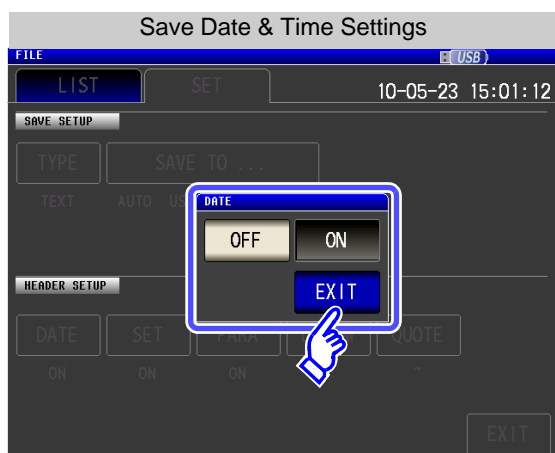 Save Date & Time Settings
FILE USB
LIST SET 10-05-23 15:01:12
SAVE SETUP
TYPE SAVE TO ...
TEXT AUTO US
DATE
OFF ON
EXIT
HEADER SETUP
DATE SET PARA QUOTE
ON ON ON
EXIT